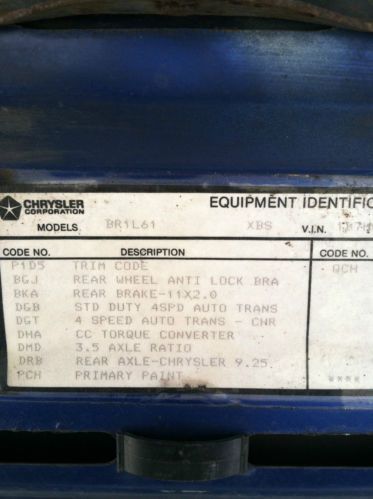 CHRYSLER CORPORATION EQUIPMENT IDENTIFIC
MODELS BR1L61 XBS V.I.N. 1B7H
CODE NO. DESCRIPTION CODE NO.
P1D5 TRIM CODE QCH
BGJ REAR WHEEL ANTI LOCK BRA
BKA REAR BRAKE-11X2.0
DGB STD DUTY 4SPD AUTO TRANS
DGT 4 SPEED AUTO TRANS - CNR
DHA CC TORQUE CONVERTER
DMD 3.5 AXLE RATIO
DRB REAR AXLE-CHRYSLER 9.25
PCH PRIMARY PAINT ****